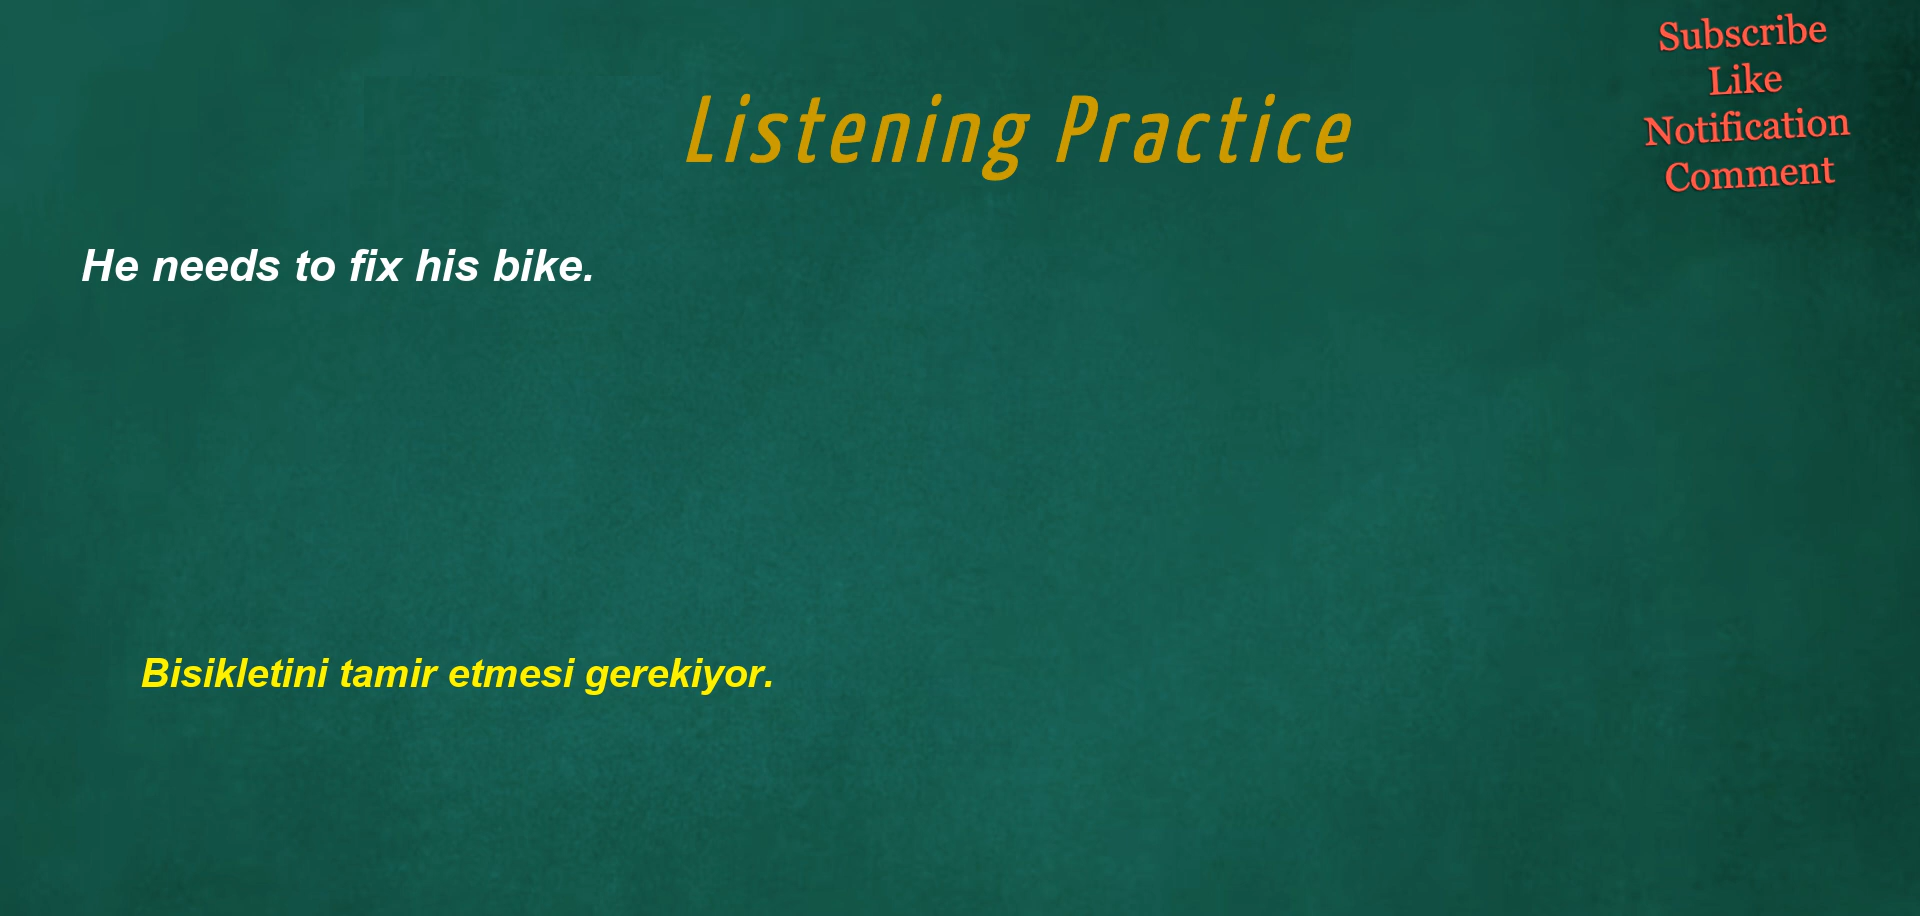 Subscribe
Like
Notification
Comment
Listening Practice
He needs to fix his bike.
Bisikletini tamir etmesi gerekiyor.